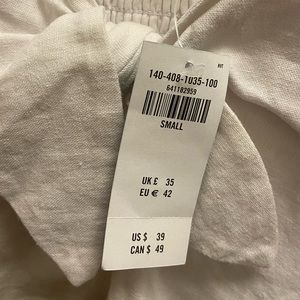 140-408-1035-100
641182959
SMALL
UK £ 35
EU € 42
US $ 39
CAN $ 49